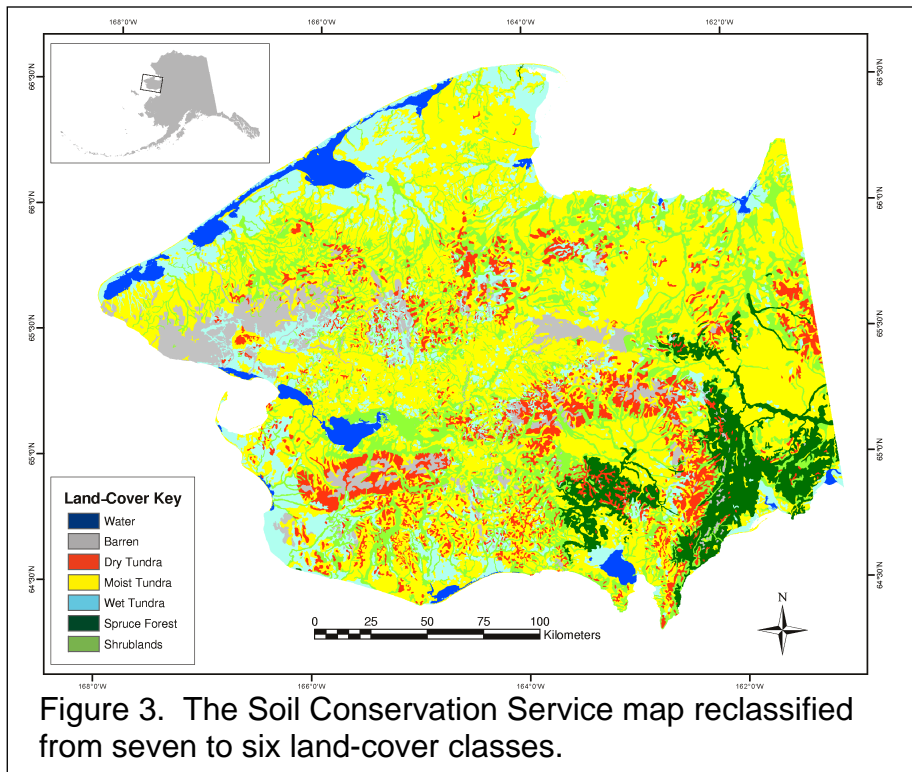 168°0'W 166°0'W 164°0'W 162°0'W
66°30'N 66°30'N
66°0'N 66°0'N
65°30'N 65°30'N
65°0'N 65°0'N
64°30'N 64°30'N
Land-Cover Key
Water
Barren
Dry Tundra
Moist Tundra
Wet Tundra
Spruce Forest
Shrublands
0 25 50 75 100
Kilometers
N
168°0'W 166°0'W 164°0'W 162°0'W
Figure 3. The Soil Conservation Service map reclassified
from seven to six land-cover classes.